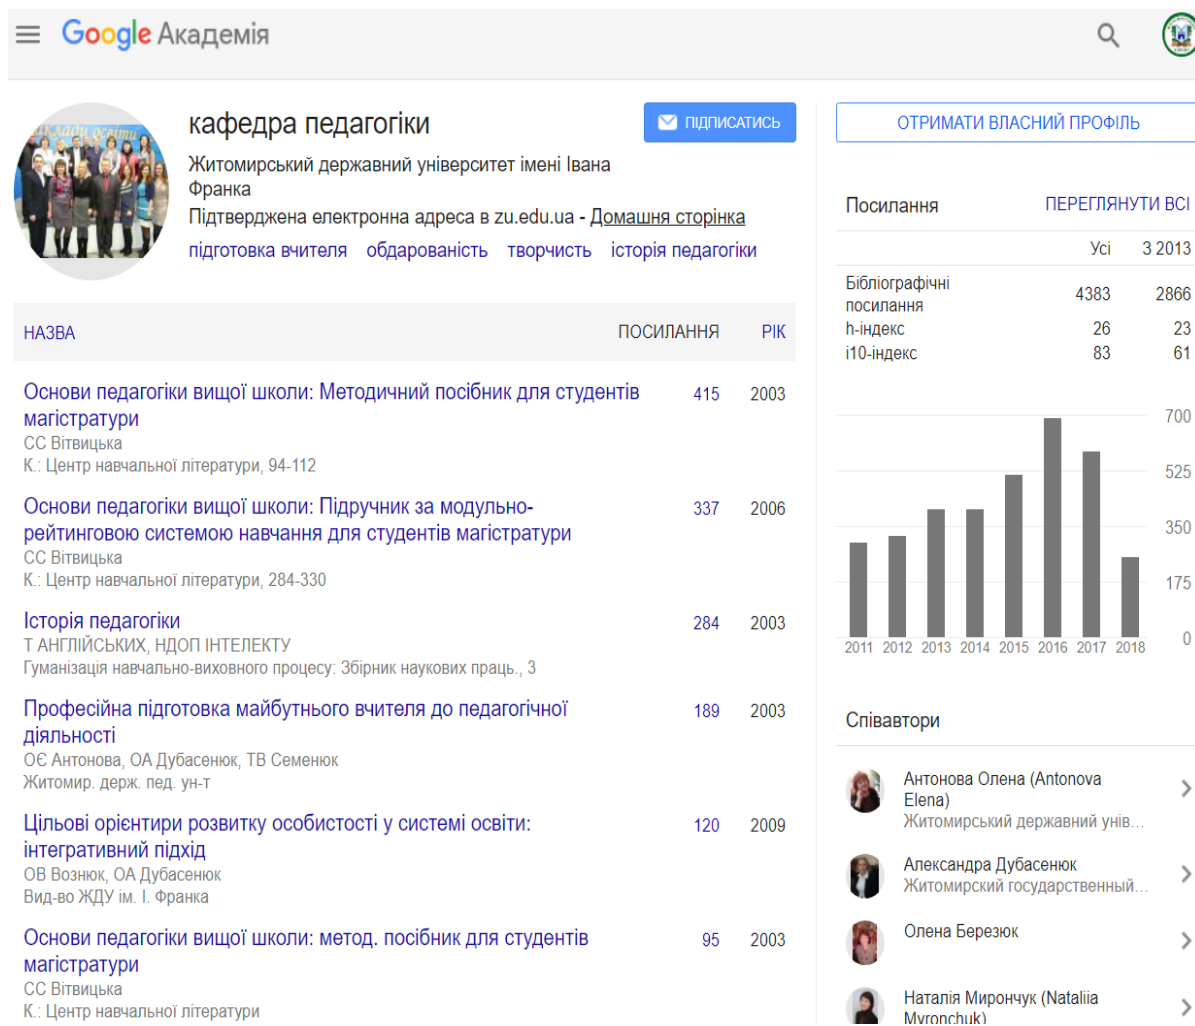 Google Академія
кафедра педагогіки
ПІДПИСАТИСЬ
Житомирський державний університет імені Івана
Франка
Підтверджена електронна адреса в zu.edu.ua - Домашня сторінка
підготовка вчителя обдарованість творчисть історія педагогіки
НАЗВА ПОСИЛАННЯ РІК
Основи педагогіки вищої школи: Методичний посібник для студентів 415 2003
магістратури
СС Вітвицька
К.: Центр навчальної літератури, 94-112
Основи педагогіки вищої школи: Підручник за модульно- 337 2006
рейтинговою системою навчання для студентів магістратури
СС Вітвицька
К.: Центр навчальної літератури, 284-330
Історія педагогіки 284 2003
Т АНГЛІЙСЬКИХ, НДОП ІНТЕЛЕКТУ
Гуманізація навчально-виховного процесу: Збірник наукових праць., 3
Професійна підготовка майбутнього вчителя до педагогічної 189 2003
діяльності
ОЄ Антонова, ОА Дубасенюк, ТВ Семенюк
Житомир. держ. пед. ун-т
Цільові орієнтири розвитку особистості у системі освіти: 120 2009
інтегративний підхід
ОВ Вознюк, ОА Дубасенюк
Вид-во ЖДУ ім. І. Франка
Основи педагогіки вищої школи: метод. посібник для студентів 95 2003
магістратури
СС Вітвицька
К.: Центр навчальної літератури
ОТРИМАТИ ВЛАСНИЙ ПРОФІЛЬ
Посилання ПЕРЕГЛЯНУТИ ВСІ
Усі З 2013
Бібліографічні
посилання 4383 2866
h-індекс 26 23
i10-індекс 83 61
700
525
350
175
0
2011 2012 2013 2014 2015 2016 2017 2018
Співавтори
Антонова Олена (Antonova
Elena)
Житомирський державний унів…
Александра Дубасенюк
Житомирский государственный…
Олена Березюк
Наталія Мирончук (Nataliia
Myronchuk)